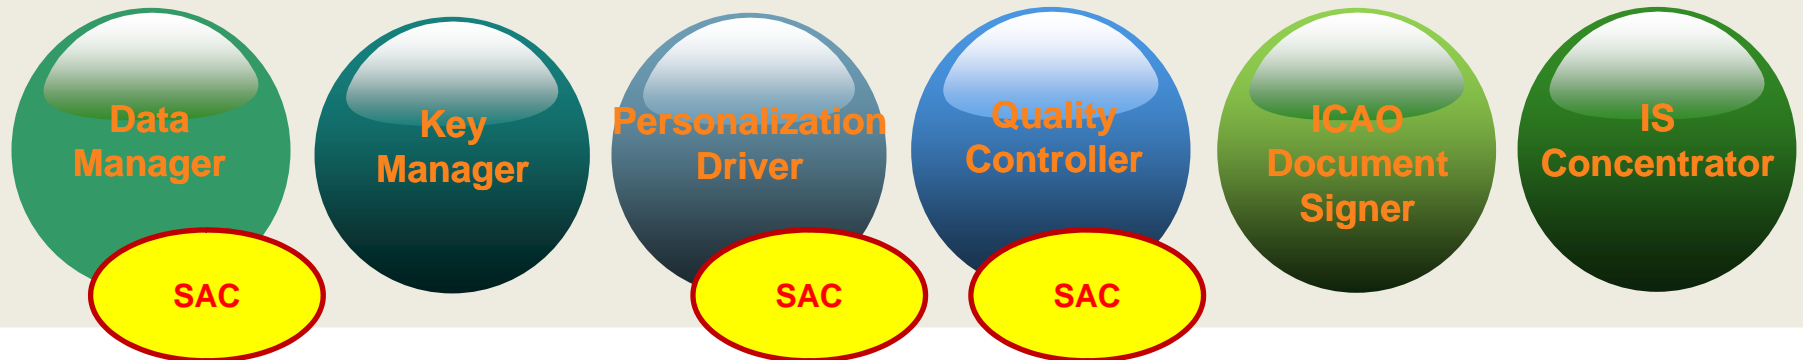 Data
Manager
Key
Manager
Personalization
Driver
Quality
Controller
ICAO
Document
Signer
IS
Concentrator
SAC
SAC
SAC